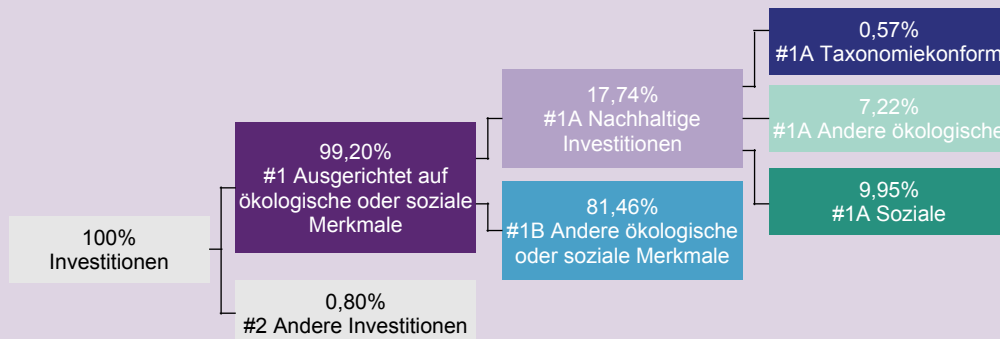 100%
Investitionen
99,20%
#1 Ausgerichtet auf
ökologische oder soziale
Merkmale
0,80%
#2 Andere Investitionen
17,74%
#1A Nachhaltige
Investitionen
81,46%
#1B Andere ökologische
oder soziale Merkmale
0,57%
#1A Taxonomiekonform
7,22%
#1A Andere ökologische
9,95%
#1A Soziale